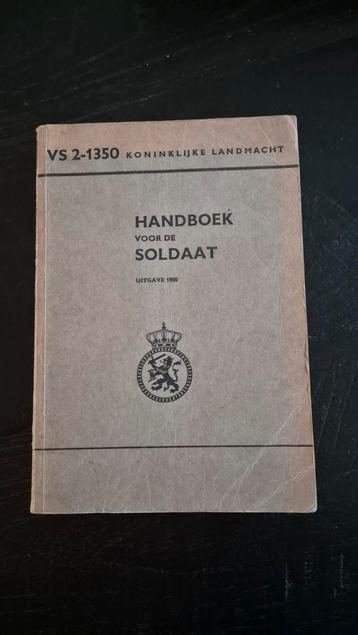 VS 2-1350 KONINKLIJKE LANDMACHT
HANDBOEK
VOOR DE
SOLDAAT
UITGAVE 1980